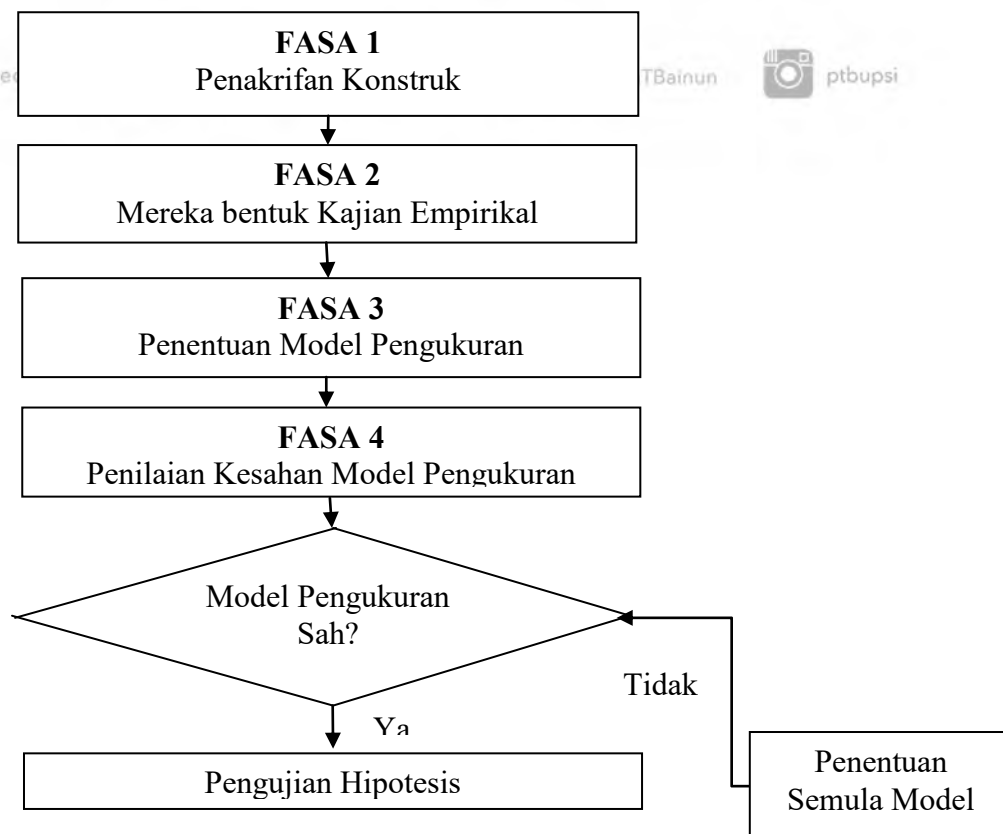 FASA 1
Penakrifan Konstruk
TBainun
ptbupsi
FASA 2
Mereka bentuk Kajian Empirikal
FASA 3
Penentuan Model Pengukuran
FASA 4
Penilaian Kesahan Model Pengukuran
Model Pengukuran
Sah?
Tidak
Ya
Pengujian Hipotesis
Penentuan
Semula Model